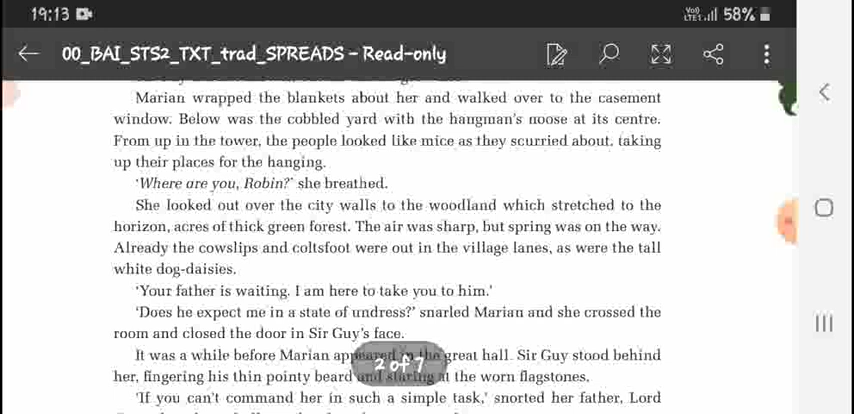 19:13
Vo)) LTE1 58%
00_BAI_STS2_TXT_trad_SPREADS – Read-only
Marian wrapped the blankets about her and walked over to the casement
window. Below was the cobbled yard with the hangman's noose at its centre.
From up in the tower, the people looked like mice as they scurried about, taking
up their places for the hanging.
'Where are you, Robin?' she breathed.
She looked out over the city walls to the woodland which stretched to the
horizon, acres of thick green forest. The air was sharp, but spring was on the way.
Already the cowslips and coltsfoot were out in the village lanes, as were the tall
white dog-daisies.
'Your father is waiting. I am here to take you to him.'
'Does he expect me in a state of undress?' snarled Marian and she crossed the
room and closed the door in Sir Guy's face.
It was a while before Marian appeared in the great hall. Sir Guy stood behind
her, fingering his thin pointy beard and staring at the worn flagstones.
2 of 7
'If you can't command her in such a simple task,' snorted her father, Lord